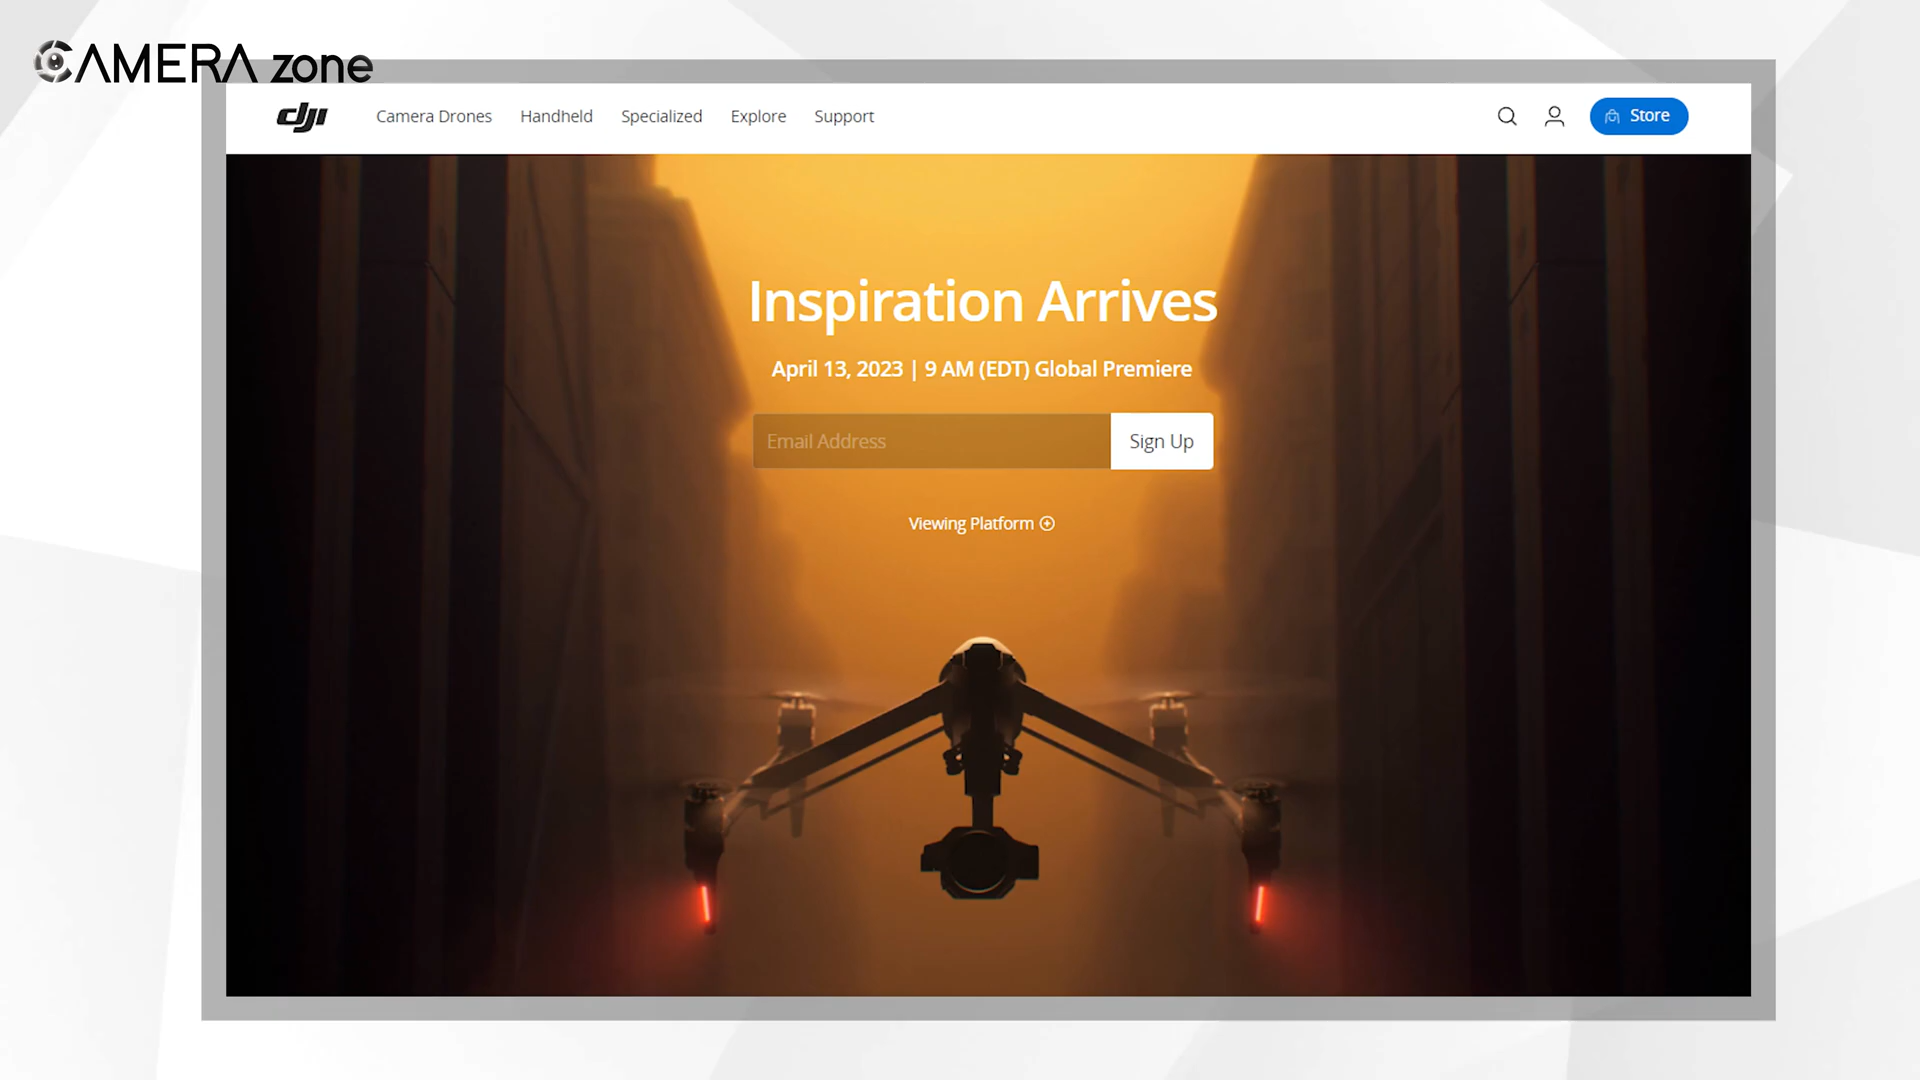 CAMERA zone
dji
Camera Drones
Handheld
Specialized
Explore
Support
Store
Inspiration Arrives
April 13, 2023 | 9 AM (EDT) Global Premiere
Email Address
Sign Up
Viewing Platform